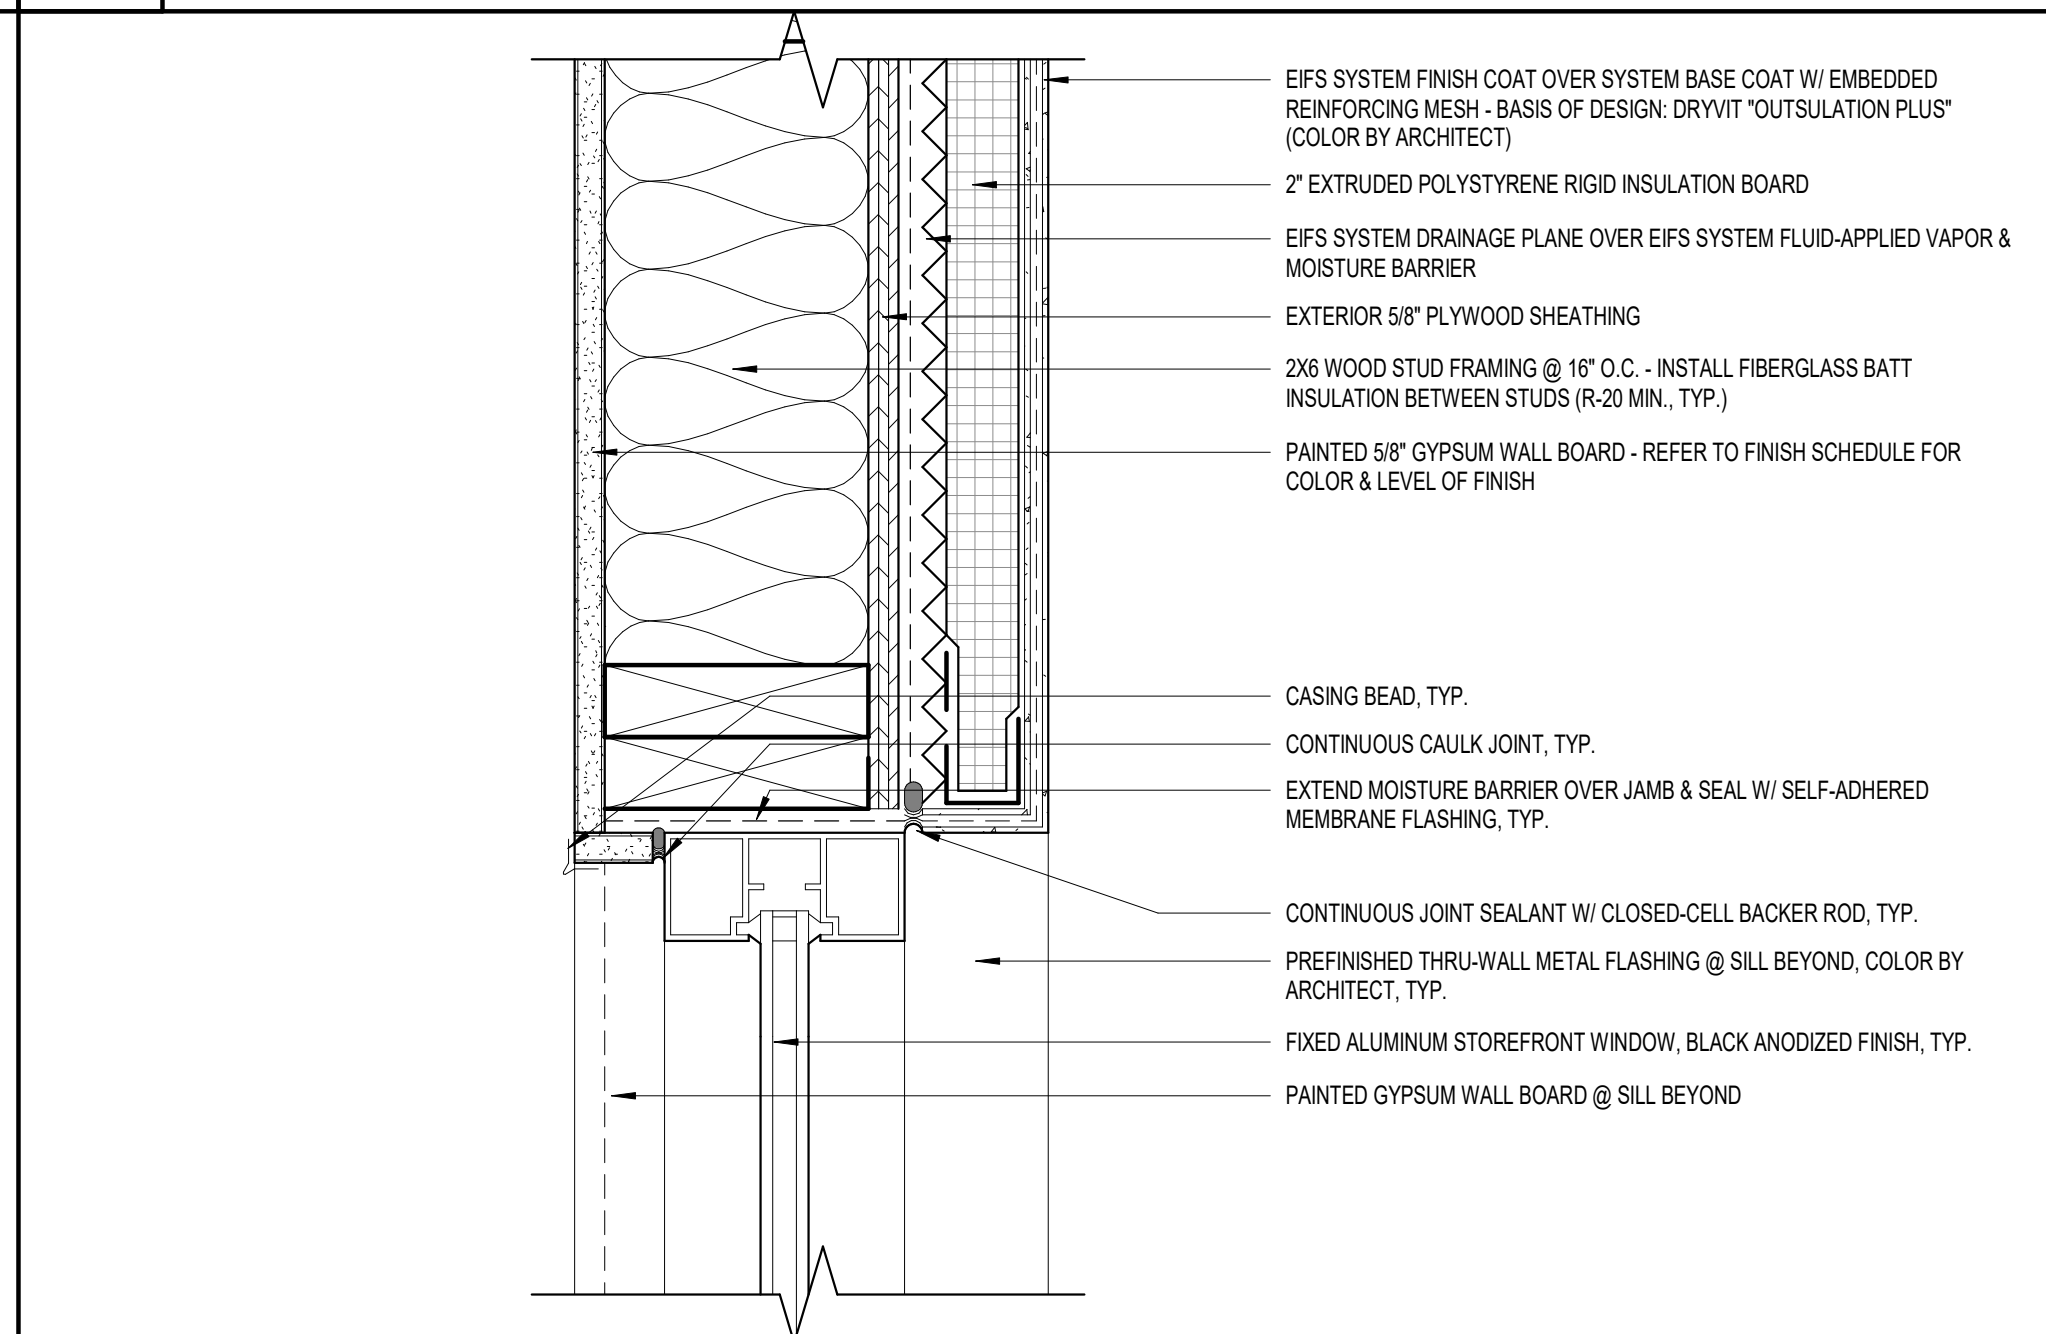 EIFS SYSTEM FINISH COAT OVER SYSTEM BASE COAT W/ EMBEDDED
REINFORCING MESH - BASIS OF DESIGN: DRYVIT "OUTSULATION PLUS"
(COLOR BY ARCHITECT)
2" EXTRUDED POLYSTYRENE RIGID INSULATION BOARD
EIFS SYSTEM DRAINAGE PLANE OVER EIFS SYSTEM FLUID-APPLIED VAPOR &
MOISTURE BARRIER
EXTERIOR 5/8" PLYWOOD SHEATHING
2X6 WOOD STUD FRAMING @ 16" O.C. - INSTALL FIBERGLASS BATT
INSULATION BETWEEN STUDS (R-20 MIN., TYP.)
PAINTED 5/8" GYPSUM WALL BOARD - REFER TO FINISH SCHEDULE FOR
COLOR & LEVEL OF FINISH
CASING BEAD, TYP.
CONTINUOUS CAULK JOINT, TYP.
EXTEND MOISTURE BARRIER OVER JAMB & SEAL W/ SELF-ADHERED
MEMBRANE FLASHING, TYP.
CONTINUOUS JOINT SEALANT W/ CLOSED-CELL BACKER ROD, TYP.
PREFINISHED THRU-WALL METAL FLASHING @ SILL BEYOND, COLOR BY
ARCHITECT, TYP.
FIXED ALUMINUM STOREFRONT WINDOW, BLACK ANODIZED FINISH, TYP.
PAINTED GYPSUM WALL BOARD @ SILL BEYOND